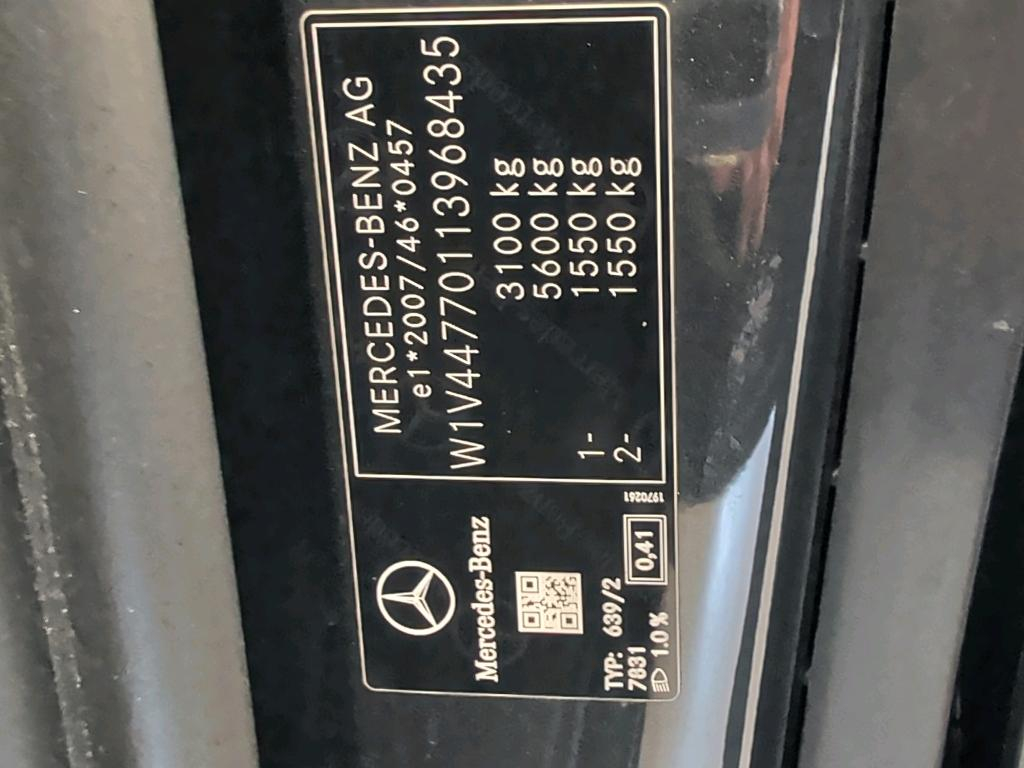 MERCEDES-BENZ AG
e1*2007/46*0457
W1V44770113968435
3100 kg
5600 kg
1- 1550 kg
2- 1550 kg
Mercedes-Benz
TYP: 639/2
7831
1.0 %
0,41
1970261